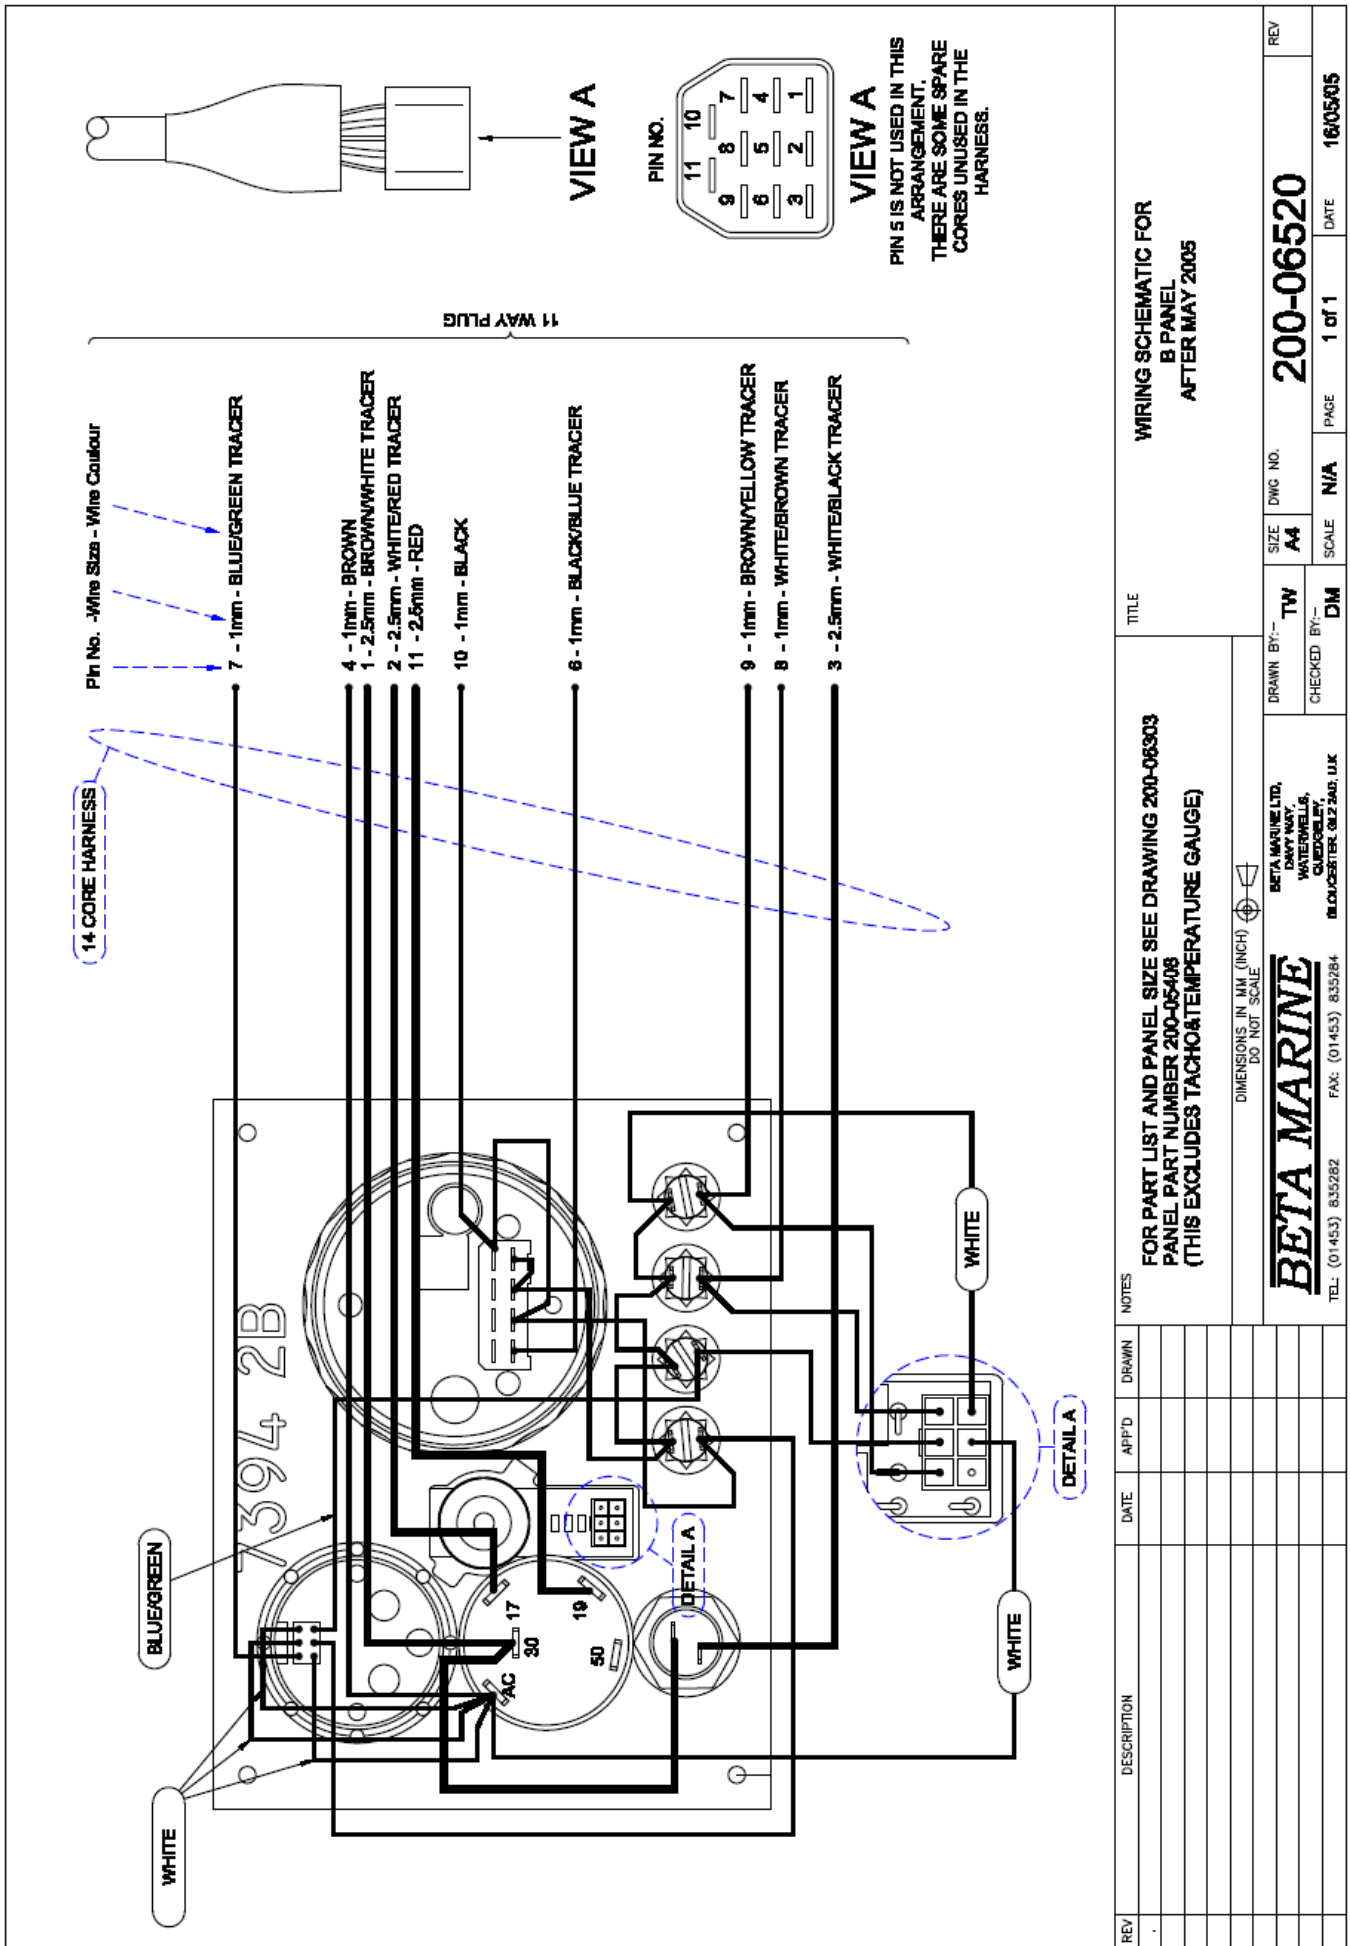 14 CORE HARNESS
Pin No. -Wire Size - Wire Coulour
7 - 1mm - BLUE/GREEN TRACER
4 - 1mm - BROWN
1 - 2.5mm - BROWN/WHITE TRACER
2 - 2.5mm - WHITE/RED TRACER
11 - 2.5mm - RED
10 - 1mm - BLACK
6 - 1mm - BLACK/BLUE TRACER
9 - 1mm - BROWN/YELLOW TRACER
8 - 1mm - WHITE/BROWN TRACER
3 - 2.5mm - WHITE/BLACK TRACER
11 WAY PLUG
VIEW A
PIN NO.
11 10
9 8 7
6 5 4
3 2 1
VIEW A
PIN 5 IS NOT USED IN THIS
ARRANGEMENT.
THERE ARE SOME SPARE
CORES UNUSED IN THE
HARNESS.
WHITE
BLUE/GREEN
7394 2B
AC
30
17
50
19
DETAIL A
WHITE
WHITE
DETAIL A
REV
DESCRIPTION
DATE
APP'D
DRAWN
NOTES
FOR PART LIST AND PANEL SIZE SEE DRAWING 200-06303
PANEL PART NUMBER 200-05408
(THIS EXCLUDES TACHO&TEMPERATURE GAUGE)
DIMENSIONS IN MM (INCH)
DO NOT SCALE
BETA MARINE
TEL: (01453) 835282
FAX: (01453) 835284
BETA MARINE LTD,
DAVY WAY,
WATERWELLS,
QUEDGELEY,
GLOUCESTER. GL2 2AD, U.K
TITLE
WIRING SCHEMATIC FOR
B PANEL
AFTER MAY 2005
DRAWN BY:-
TW
CHECKED BY:-
DM
SIZE
A4
DWG NO.
200-06520
REV
SCALE
N/A
PAGE
1 of 1
DATE
16/05/05